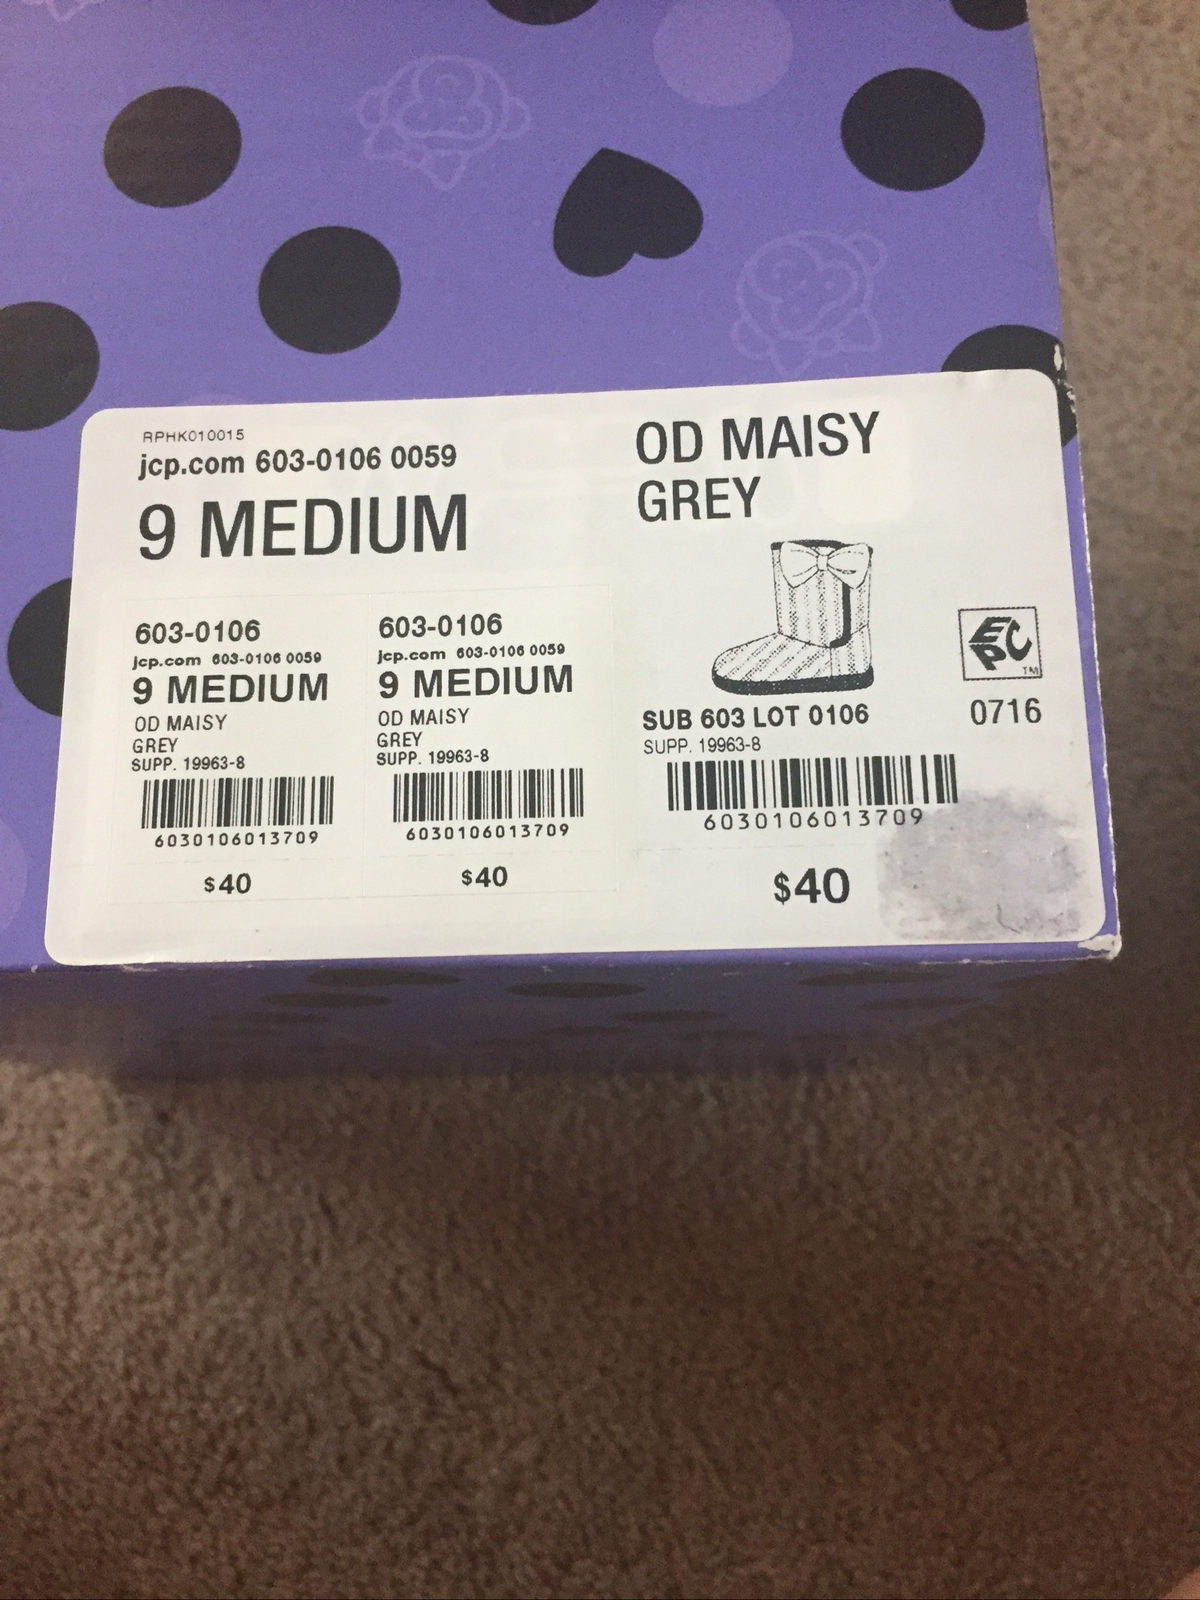 RPHK010015
jcp.com 603-0106 0059
9 MEDIUM
603-0106
jcp.com 603-0106 0059
9 MEDIUM
OD MAISY
GREY
SUPP. 19963-8
6030106013709
$40
603-0106
jcp.com 603-0106 0059
9 MEDIUM
OD MAISY
GREY
SUPP. 19963-8
6030106013709
$40
OD MAISY
GREY
EPC
TM
SUB 603 LOT 0106
0716
SUPP. 19963-8
6030106013709
$40